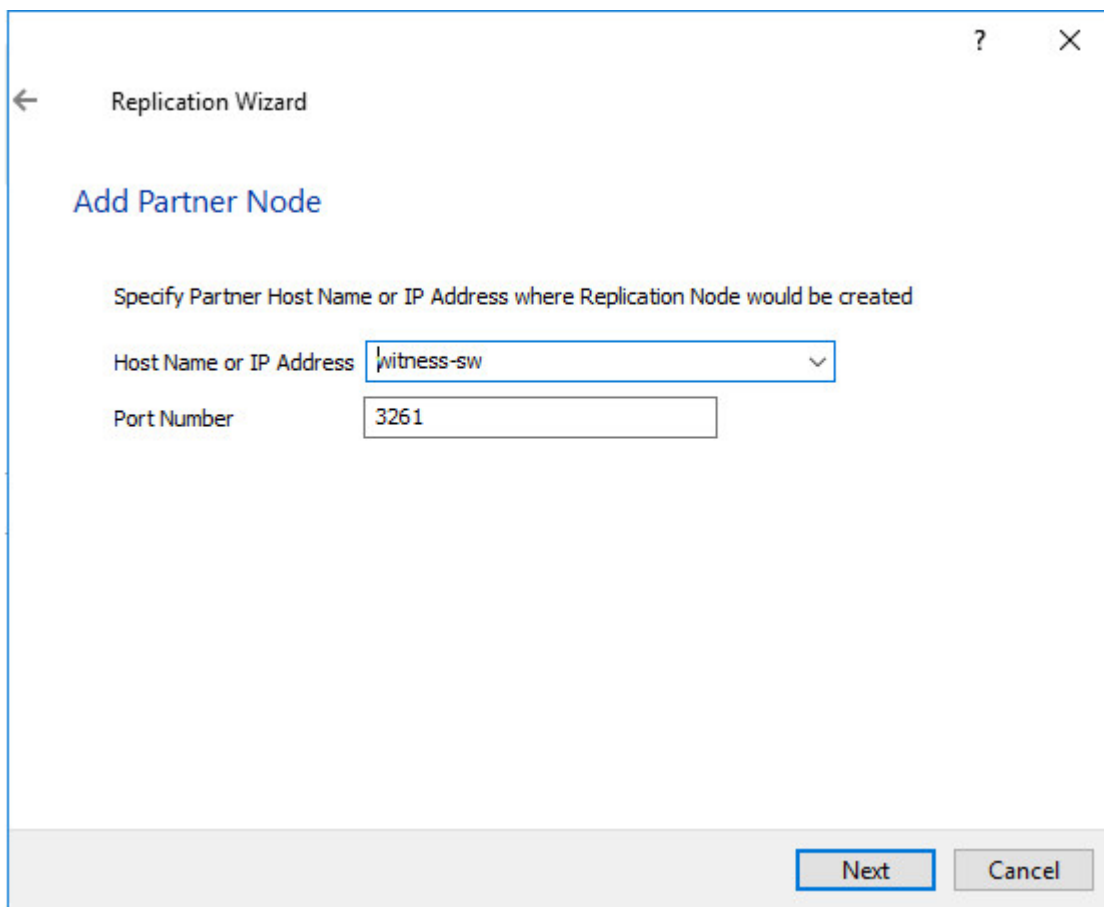 ?
Replication Wizard
Add Partner Node
Specify Partner Host Name or IP Address where Replication Node would be created
Host Name or IP Address witness-sw
Port Number 3261
Next Cancel